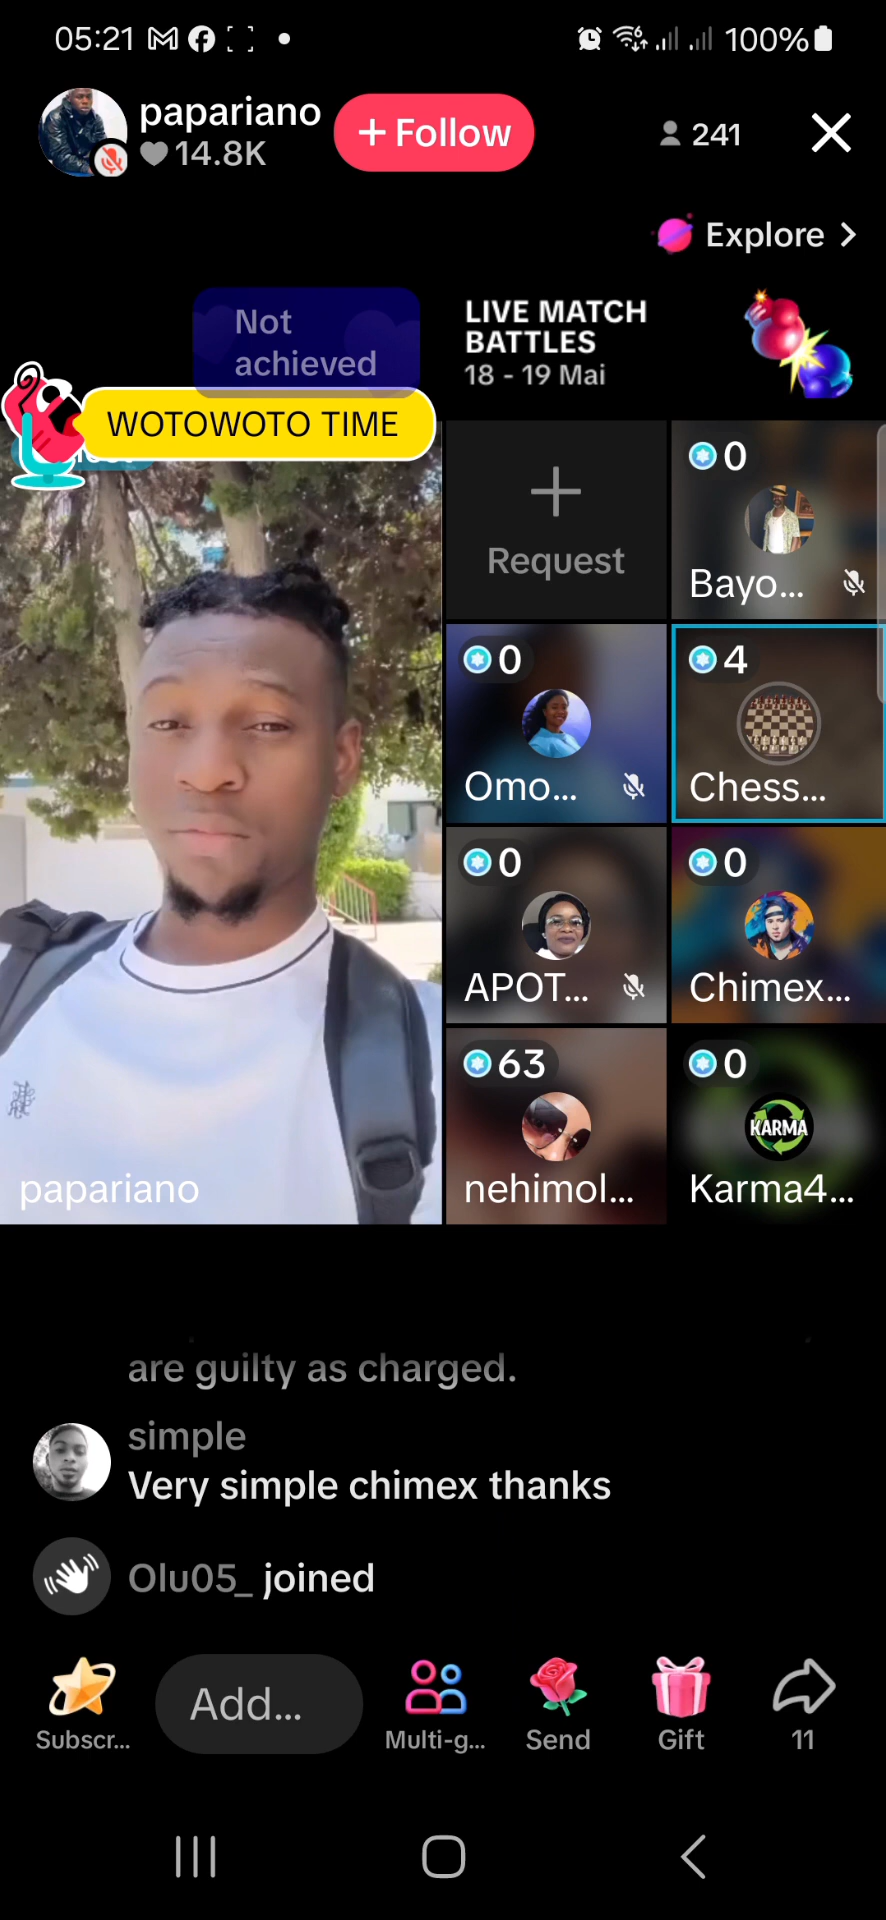 05:21
100%
papariano
14.8K
+ Follow
241
Explore >
Not
achieved
LIVE MATCH
BATTLES
18 - 19 Mai
WOTOWOTO TIME
Request
0
Bayo...
0
Omo...
4
Chess...
0
APOT...
0
Chimex...
63
nehimol...
0
KARMA
Karma4...
papariano
are guilty as charged.
simple
Very simple chimex thanks
Olu05_ joined
Add...
Subscr...
Multi-g...
Send
Gift
11